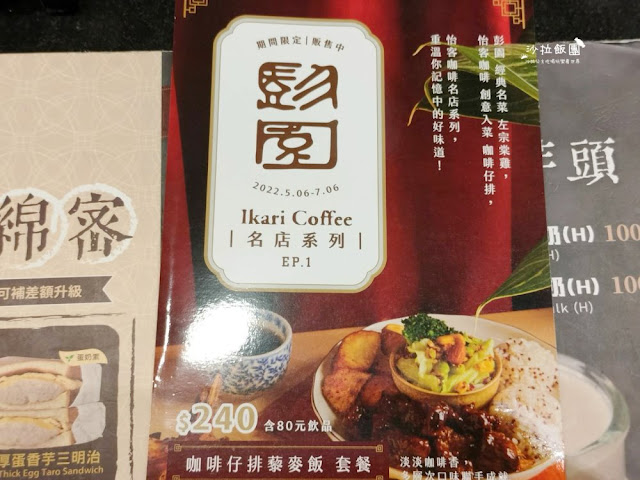 沙拉飯團
期間限定|販售中
彭園
2022.5.06-7.06
Ikari Coffee
|名店系列|
EP.1
彭園 經典名菜 左宗棠雞，
怡客咖啡 創意入菜 咖啡仔排，
怡客咖啡名店系列，
重溫你記憶中的好味道！
$240 含80元飲品
咖啡仔排藜麥飯 套餐
淡淡咖啡香，
綿密
可補差額升級
蛋奶素
厚蛋香芋三明治
Thick Egg Taro Sandwich
芋頭
奶(H) 100
奶(H) 100
(H)